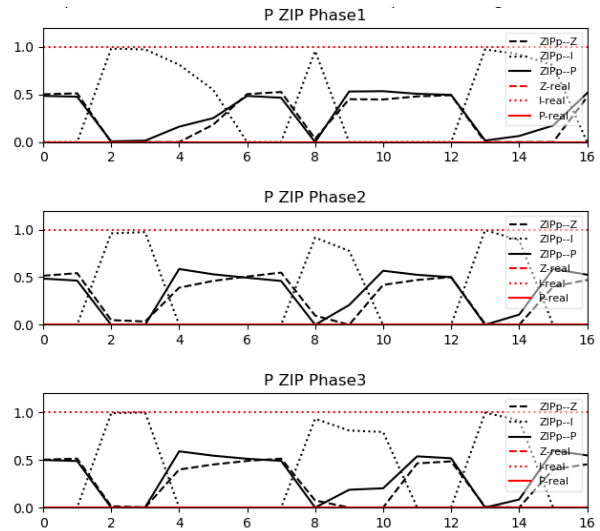 P ZIP Phase1
1.0
0.5
0.0
0 2 4 6 8 10 12 14 16
ZIPp--Z
ZIPp--I
ZIPp--P
Z-real
I-real
P-real
P ZIP Phase2
1.0
0.5
0.0
0 2 4 6 8 10 12 14 16
ZIPp--Z
ZIPp--I
ZIPp--P
Z-real
I-real
P-real
P ZIP Phase3
1.0
0.5
0.0
0 2 4 6 8 10 12 14 16
ZIPp--Z
ZIPp--I
ZIPp--P
Z-real
I-real
P-real